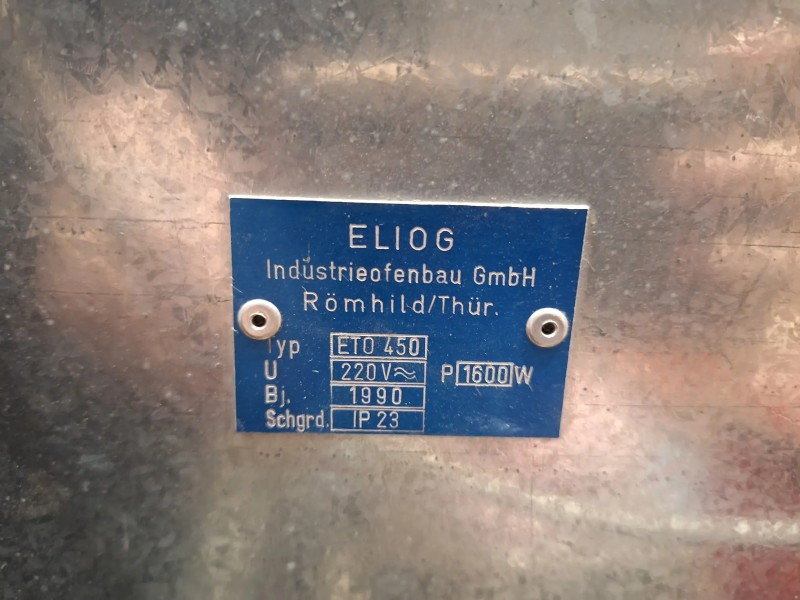 ELIOG
Industrieofenbau GmbH
Römhild/Thür.
Typ ETO 450
U 220V≂ P 1600 W
Bj. 1990
Schgrd. IP 23